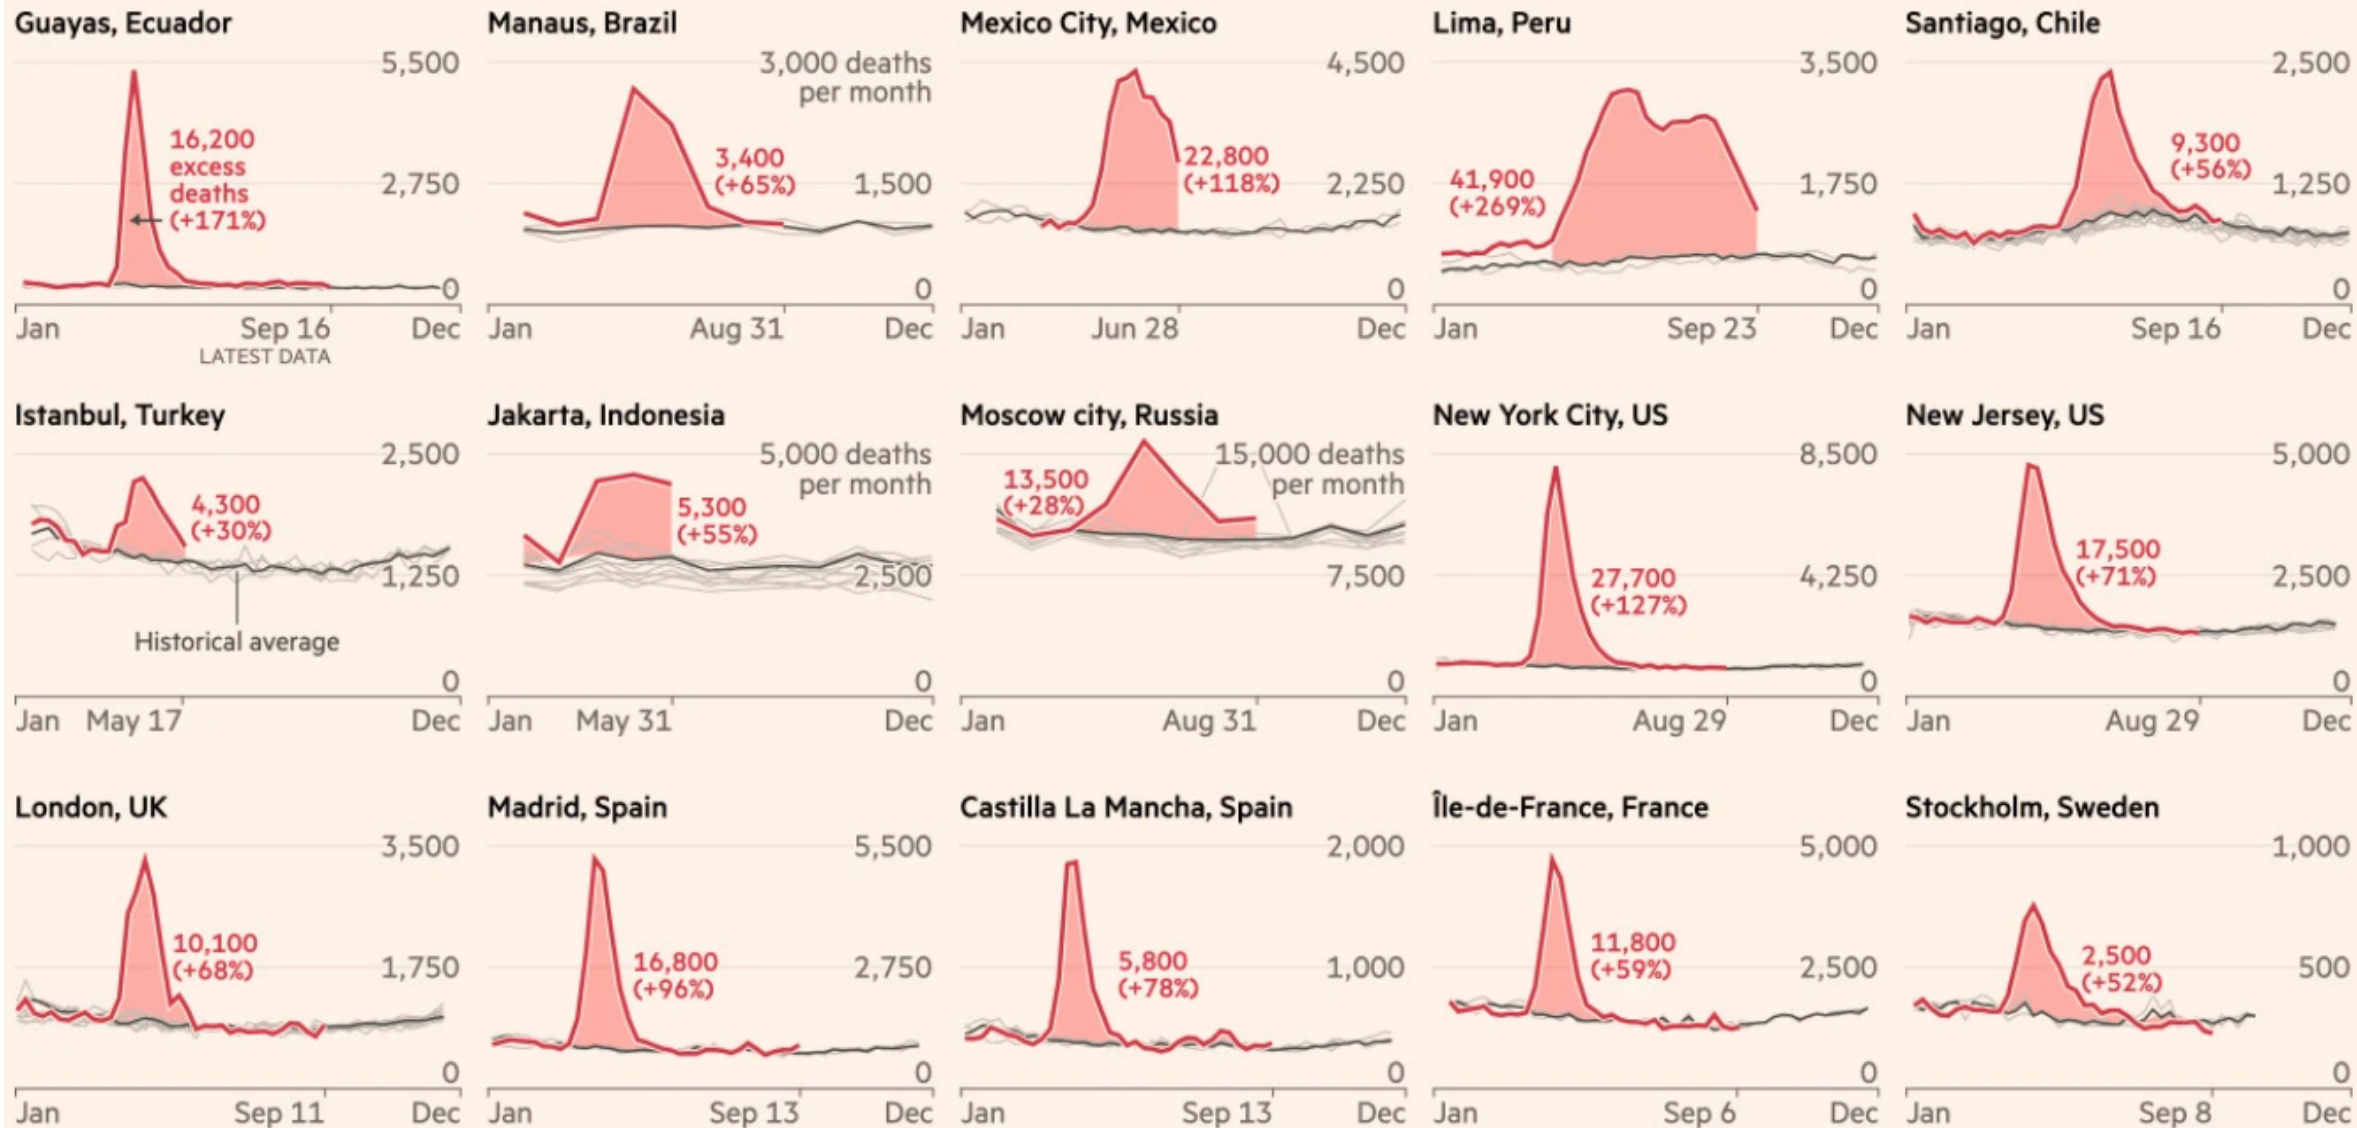 Guayas, Ecuador
5,500
16,200
excess
deaths
(+171%)
2,750
0
Jan
Sep 16
Dec
LATEST DATA
Manaus, Brazil
3,000 deaths
per month
3,400
(+65%)
1,500
0
Jan
Aug 31
Dec
Mexico City, Mexico
4,500
22,800
(+118%)
2,250
0
Jan
Jun 28
Dec
Lima, Peru
3,500
41,900
(+269%)
1,750
0
Jan
Sep 23
Dec
Santiago, Chile
2,500
9,300
(+56%)
1,250
0
Jan
Sep 16
Dec
Istanbul, Turkey
2,500
4,300
(+30%)
1,250
Historical average
0
Jan
May 17
Dec
Jakarta, Indonesia
5,000 deaths
per month
5,300
(+55%)
2,500
0
Jan
May 31
Dec
Moscow city, Russia
15,000 deaths
per month
13,500
(+28%)
7,500
0
Jan
Aug 31
Dec
New York City, US
8,500
27,700
(+127%)
4,250
0
Jan
Aug 29
Dec
New Jersey, US
5,000
17,500
(+71%)
2,500
0
Jan
Aug 29
Dec
London, UK
3,500
10,100
(+68%)
1,750
0
Jan
Sep 11
Dec
Madrid, Spain
5,500
16,800
(+96%)
2,750
0
Jan
Sep 13
Dec
Castilla La Mancha, Spain
2,000
5,800
(+78%)
1,000
0
Jan
Sep 13
Dec
Île-de-France, France
5,000
11,800
(+59%)
2,500
0
Jan
Sep 6
Dec
Stockholm, Sweden
1,000
2,500
(+52%)
500
0
Jan
Sep 8
Dec